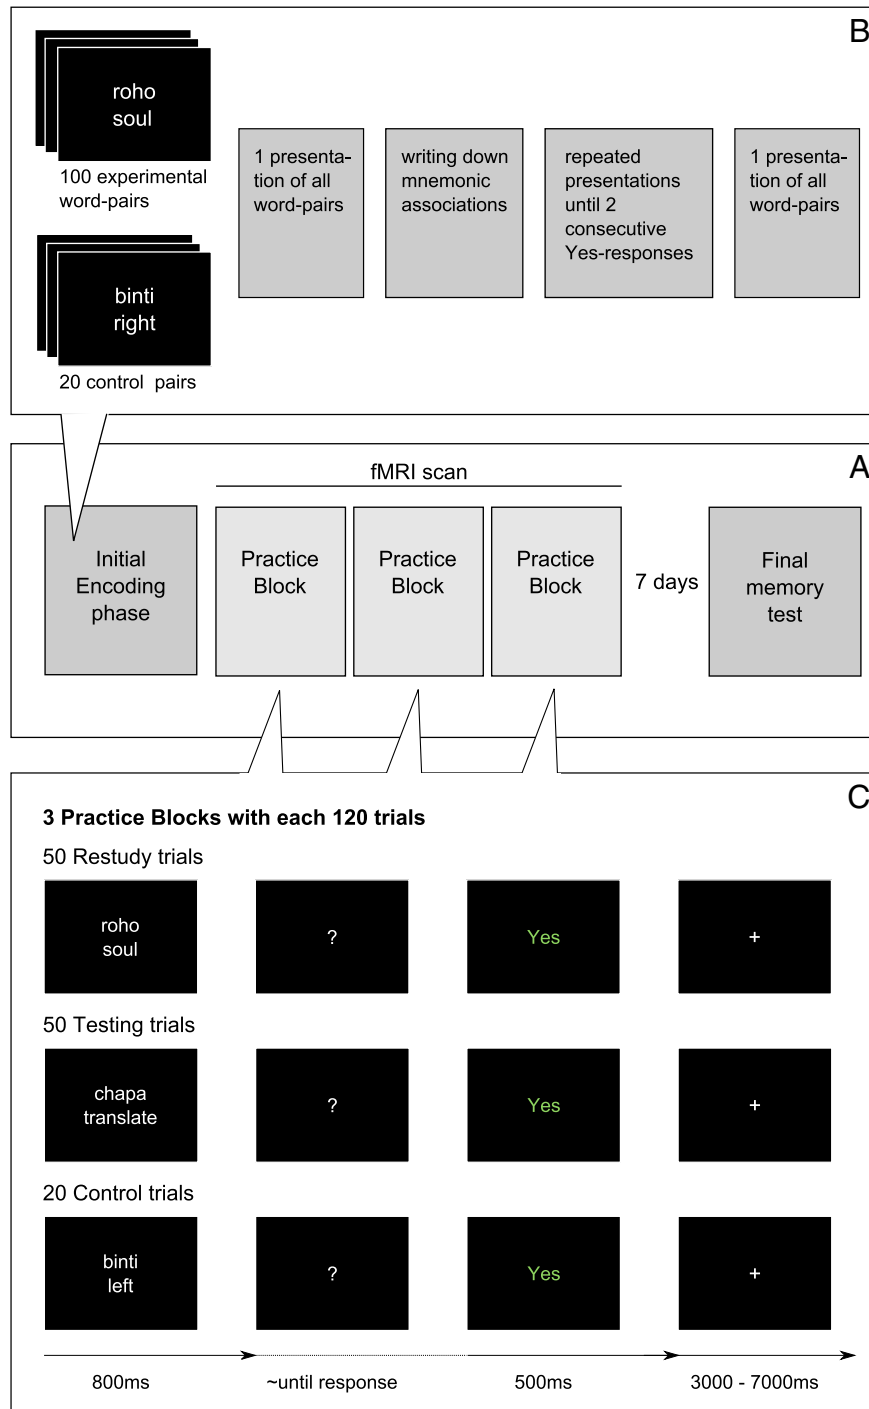 B
roho
soul
100 experimental
word-pairs
binti
right
20 control pairs
1 presenta-
tion of all
word-pairs
writing down
mnemonic
associations
repeated
presentations
until 2
consecutive
Yes-responses
1 presenta-
tion of all
word-pairs
A
fMRI scan
Initial
Encoding
phase
Practice
Block
Practice
Block
Practice
Block
7 days
Final
memory
test
C
3 Practice Blocks with each 120 trials
50 Restudy trials
roho
soul
?
Yes
+
50 Testing trials
chapa
translate
?
Yes
+
20 Control trials
binti
left
?
Yes
+
800ms
~until response
500ms
3000 - 7000ms